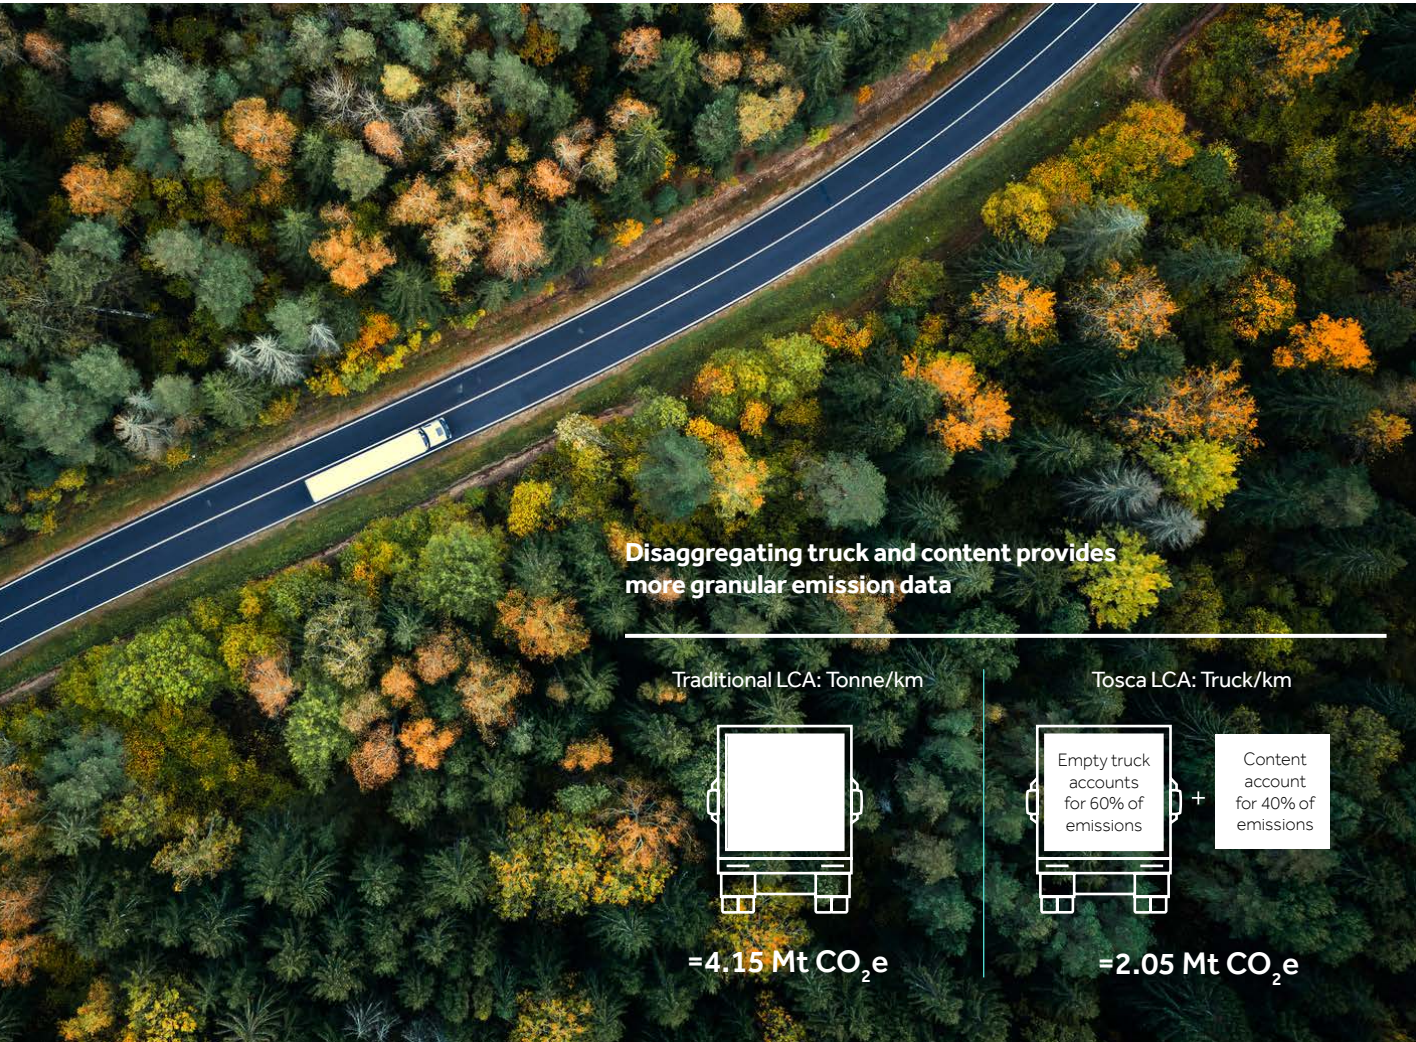 Disaggregating truck and content provides
more granular emission data
Traditional LCA: Tonne/km
=4.15 Mt CO₂e
Tosca LCA: Truck/km
Empty truck
accounts
for 60% of
emissions
+
Content
account
for 40% of
emissions
=2.05 Mt CO₂e